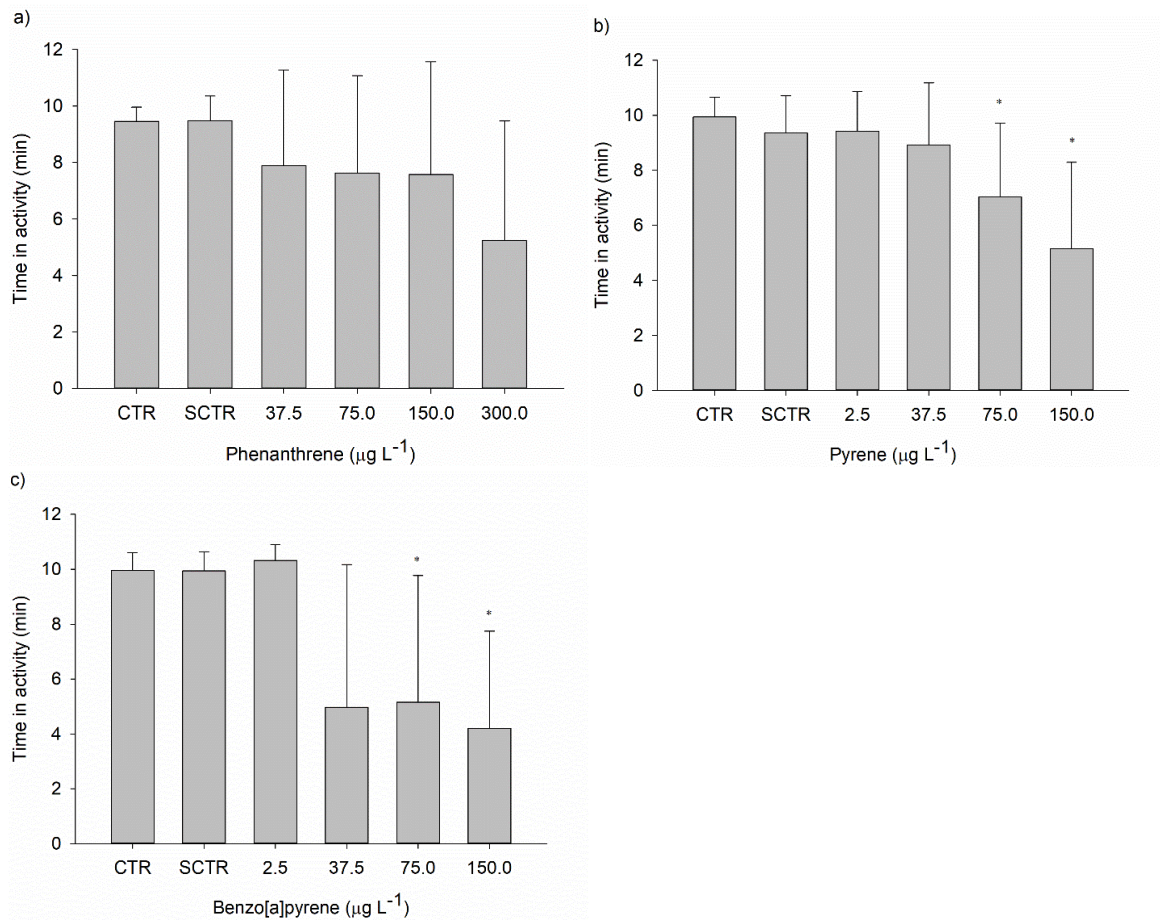 a)
12
10
8
6
4
2
0
Time in activity (min)
CTR SCTR 37.5 75.0 150.0 300.0
Phenanthrene (μg L⁻¹)
b)
12
10
8
6
4
2
0
Time in activity (min)
*
*
CTR SCTR 2.5 37.5 75.0 150.0
Pyrene (μg L⁻¹)
c)
12
10
8
6
4
2
0
Time in activity (min)
*
*
CTR SCTR 2.5 37.5 75.0 150.0
Benzo[a]pyrene (μg L⁻¹)